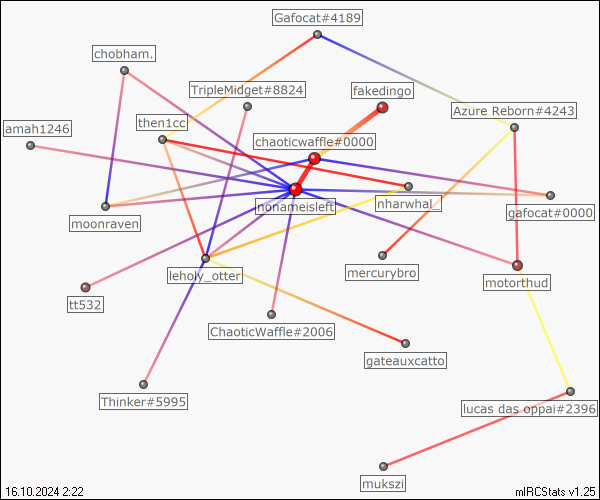 Gafocat#4189
chobham.
TripleMidget#8824
fakedingo
Azure Reborn#4243
amah1246
then1cc
chaoticwaffle#0000
nonameisleft
nharwhal_
gafocat#0000
moonraven
leholy_otter
mercurybro
motorthud
tt532
ChaoticWaffle#2006
gateauxcatto
Thinker#5995
lucas das oppai#2396
mukszi
16.10.2024 2:22
mIRCStats v1.25